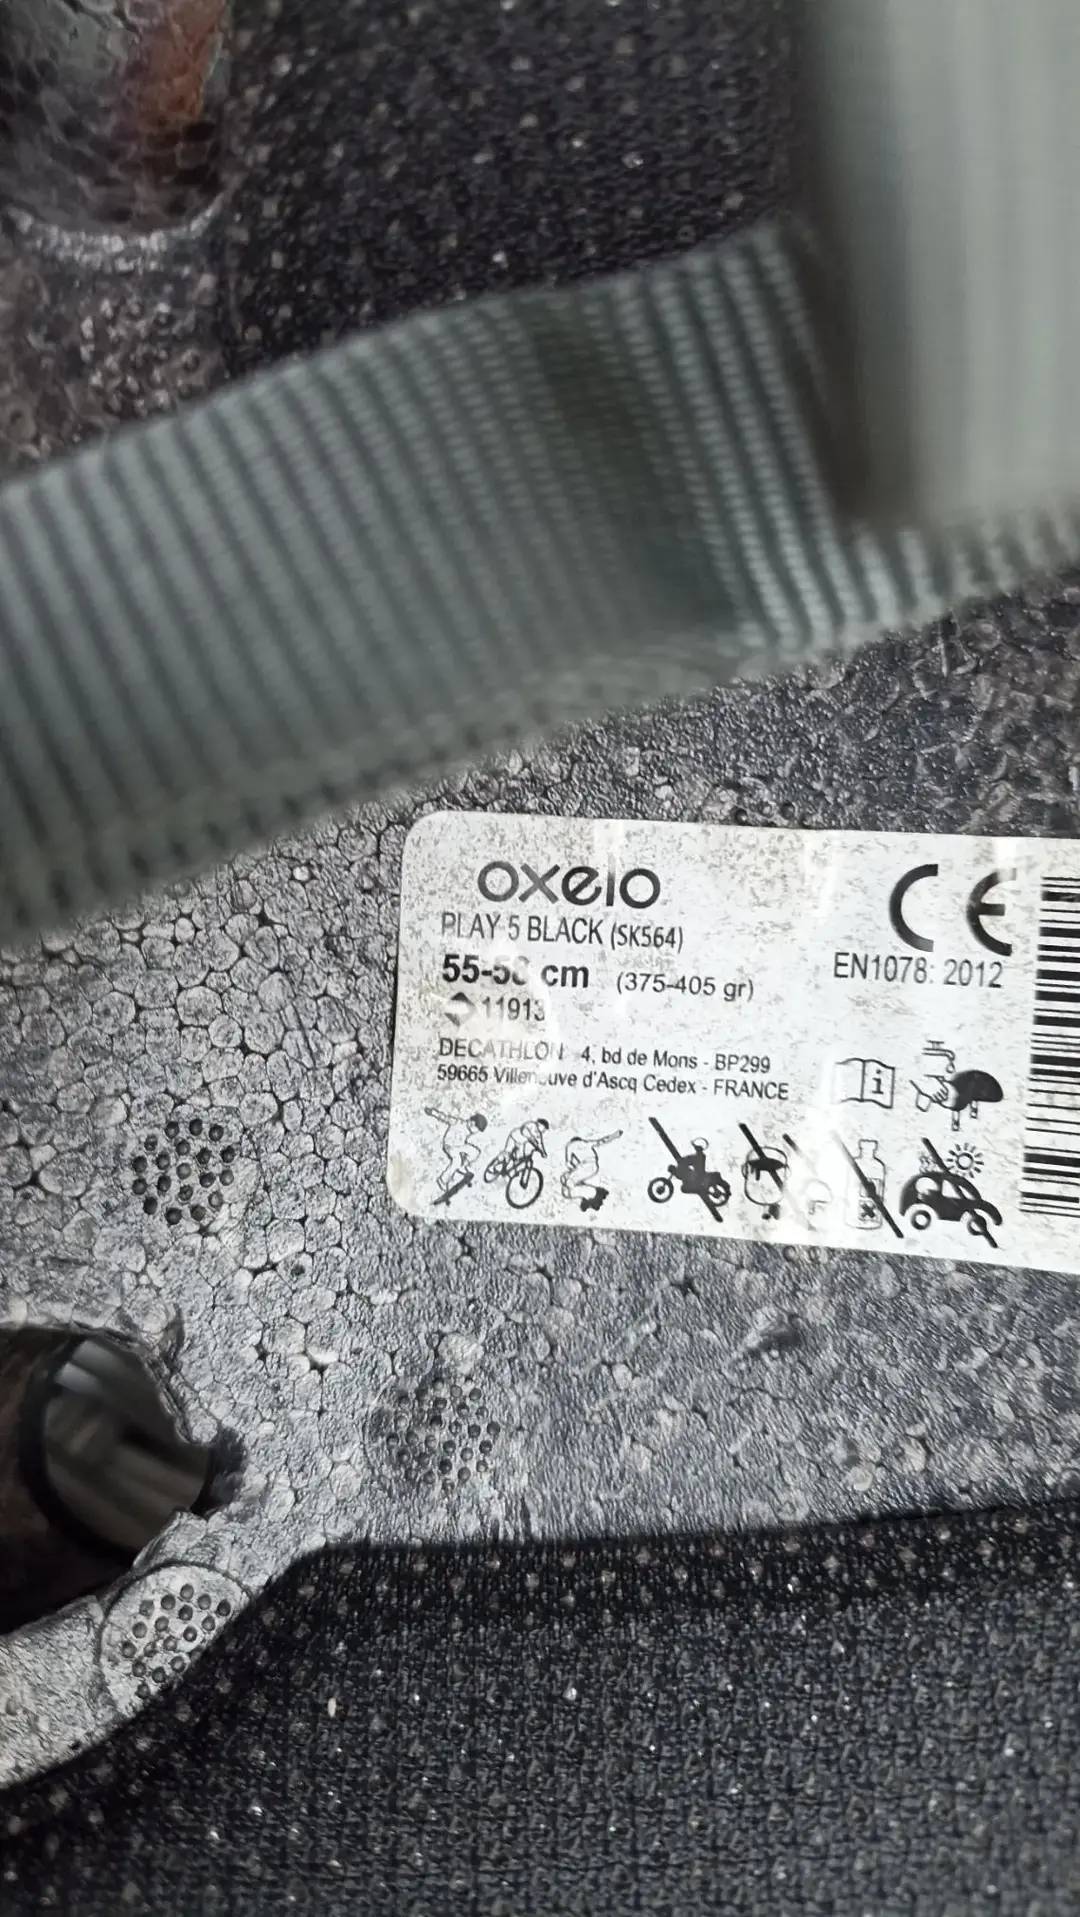 oxelo
PLAY 5 BLACK (SK564)
cm (375-405 gr)
CE
EN1078: 2012
DECATHLON 4, bd de Mons - BP299
59665 d'Ascq Cedex - FRANCE
i